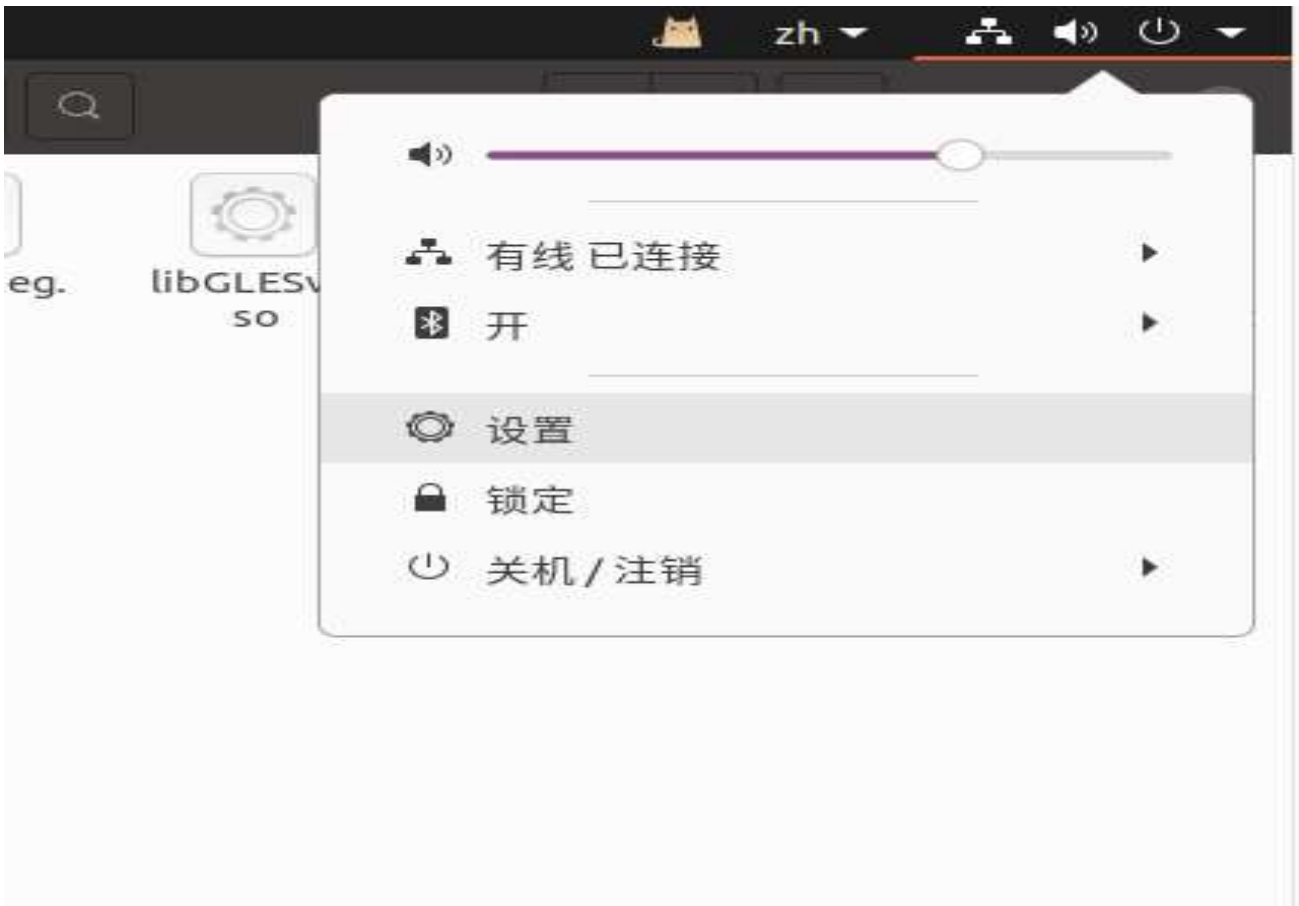 zh
eg.
libGLESv
so
有线 已连接
开
设置
锁定
关机 / 注销